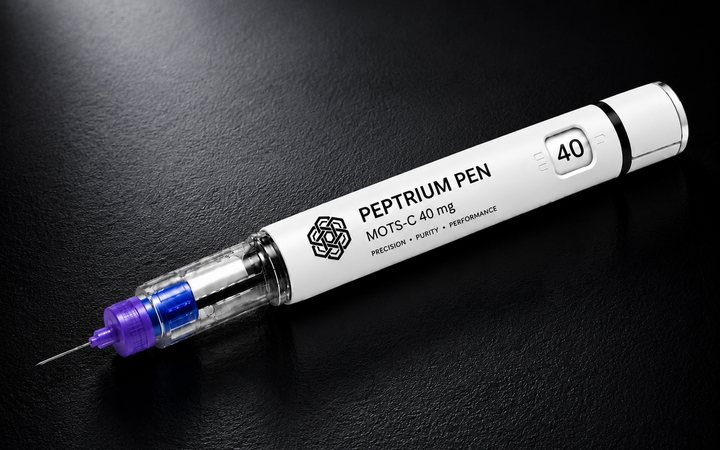 PEPTRIUM PEN
MOTS-C 40 mg
PRECISION • PURITY • PERFORMANCE
40